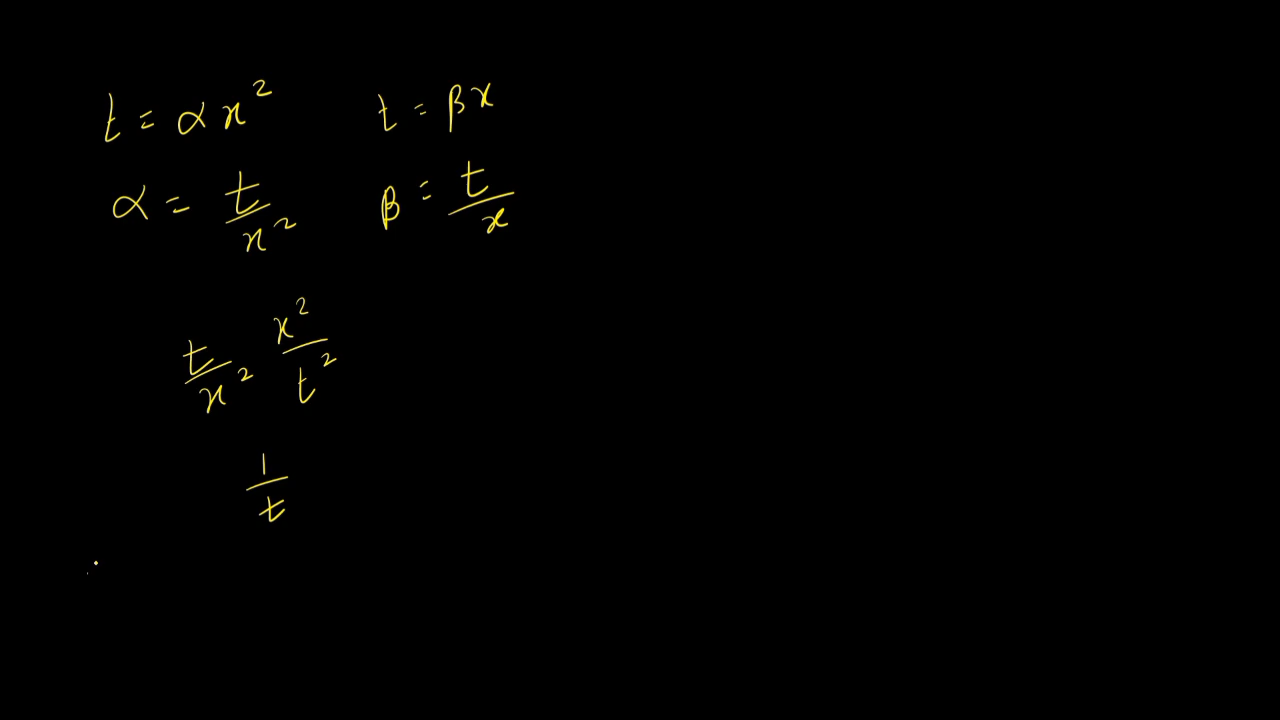 t = αx² t = βx
α = t/x² β = t/x
t/x² x²/t²
1/t